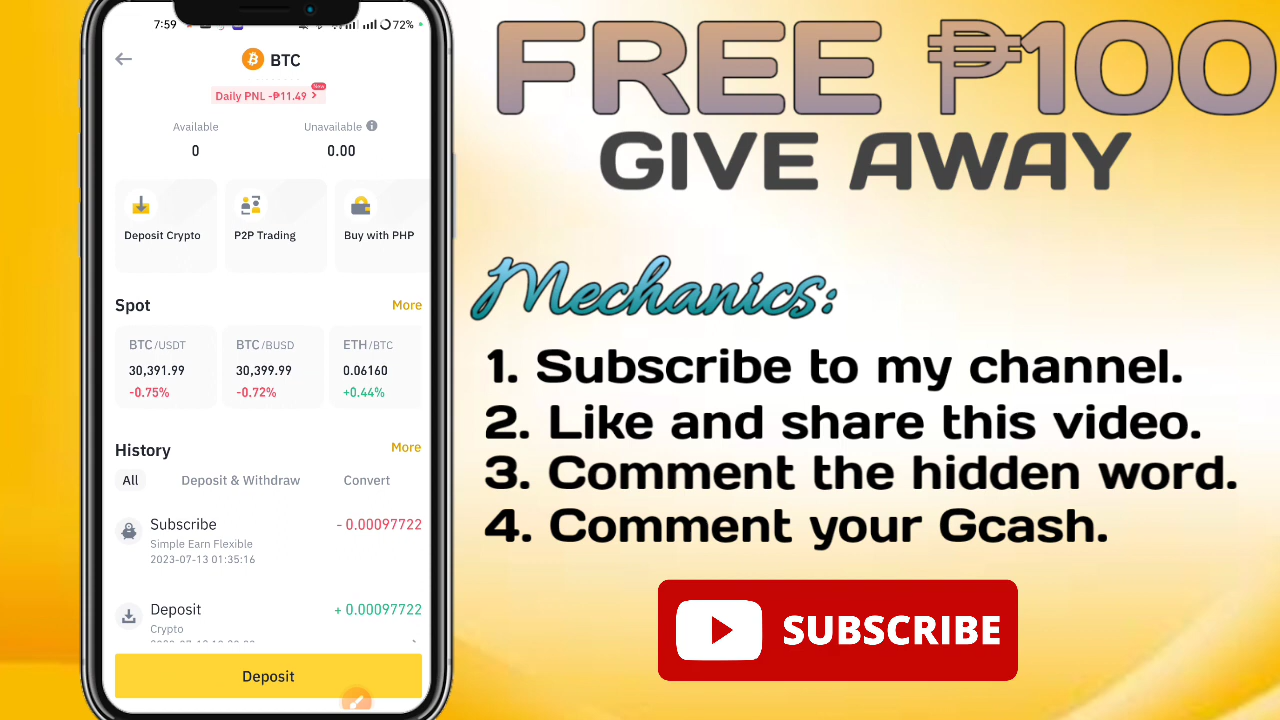 7:59
72%
BTC
Daily PNL -₱11.49
New
Available
Unavailable
0
0.00
Deposit Crypto
P2P Trading
Buy with PHP
Spot
More
BTC/USDT
BTC/BUSD
ETH/BTC
30,391.99
30,399.99
0.06160
-0.75%
-0.72%
+0.44%
History
More
All
Deposit & Withdraw
Convert
Subscribe
- 0.00097722
Simple Earn Flexible
2023-07-13 01:35:16
Deposit
+ 0.00097722
Crypto
Deposit
FREE ₱100
GIVE AWAY
Mechanics:
1. Subscribe to my channel.
2. Like and share this video.
3. Comment the hidden word.
4. Comment your Gcash.
SUBSCRIBE